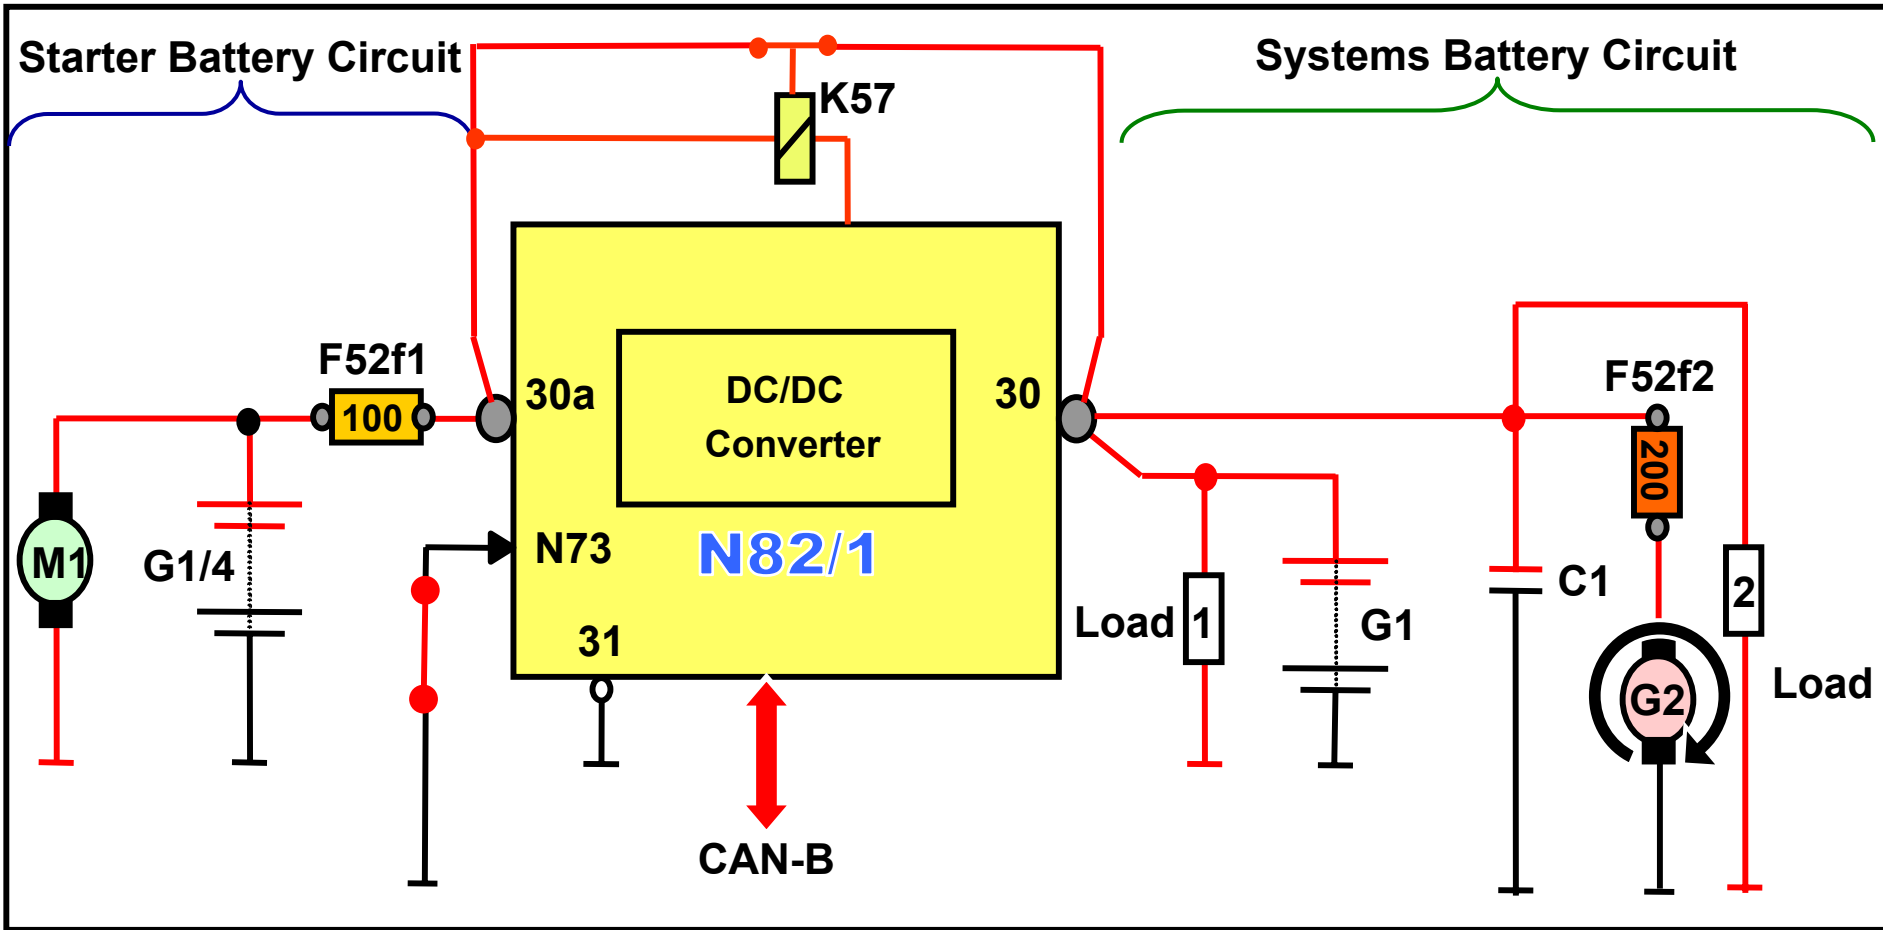 Starter Battery Circuit
Systems Battery Circuit
K57
F52f1
100
30a
DC/DC
Converter
30
F52f2
200
N73
N82/1
M1
G1/4
31
Load
1
G1
C1
2
G2
Load
CAN-B